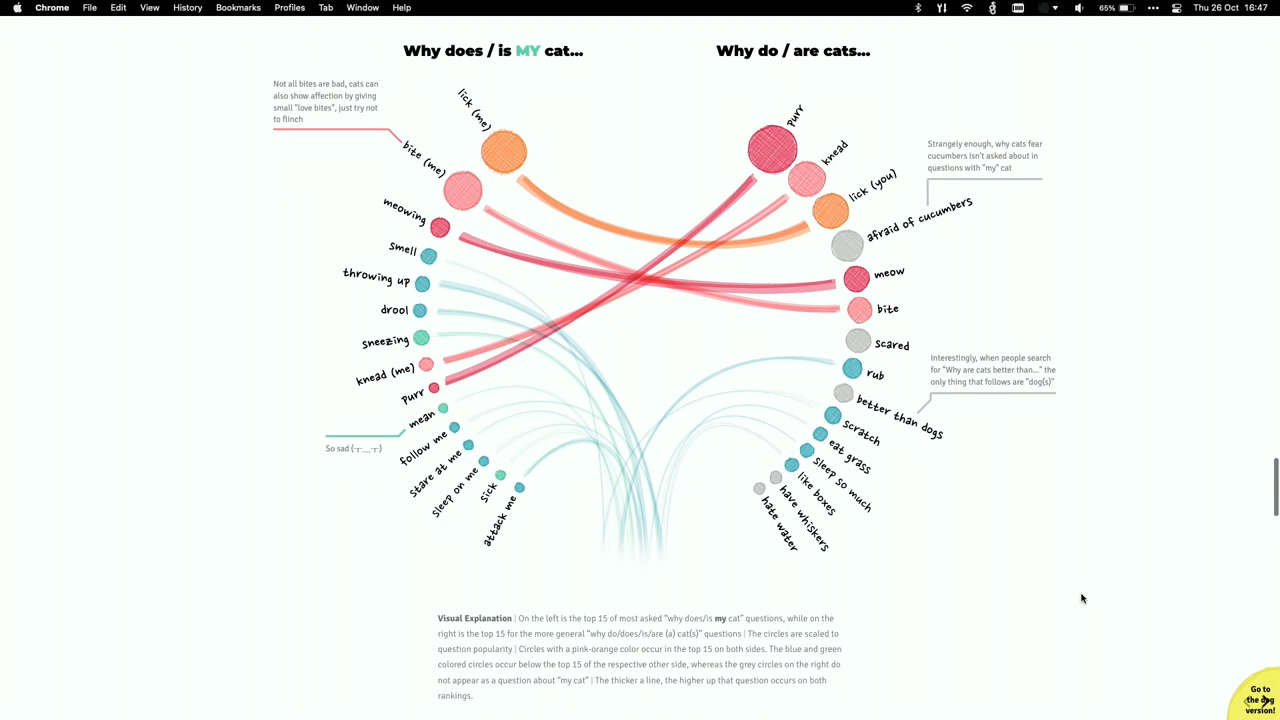 Chrome File Edit View History Bookmarks Profiles Tab Window Help 65% Thu 26 Oct 16:47
Why does / is MY cat...
Why do / are cats...
Not all bites are bad, cats can
also show affection by giving
small "love bites", just try not
to flinch
lick (me)
bite (me)
meowing
smell
throwing up
drool
sneezing
knead (me)
purr
mean
follow me
stare at me
sleep on me
sick
attack me
So sad (ㅜ__ㅜ)
purr
knead
lick (you)
afraid of cucumbers
meow
bite
scared
rub
better than dogs
scratch
eat grass
sleep so much
like boxes
have whiskers
hate water
Strangely enough, why cats fear
cucumbers isn't asked about in
questions with "my" cat
Interestingly, when people search
for "Why are cats better than..." the
only thing that follows are "dog(s)"
Visual Explanation | On the left is the top 15 of most asked "why does/is my cat" questions, while on the
right is the top 15 for the more general "why do/does/is/are (a) cat(s)" questions | The circles are scaled to
question popularity | Circles with a pink-orange color occur in the top 15 on both sides. The blue and green
colored circles occur below the top 15 of the respective other side, whereas the grey circles on the right do
not appear as a question about "my cat" | The thicker a line, the higher up that question occurs on both
rankings.
Go to
the dog
version!